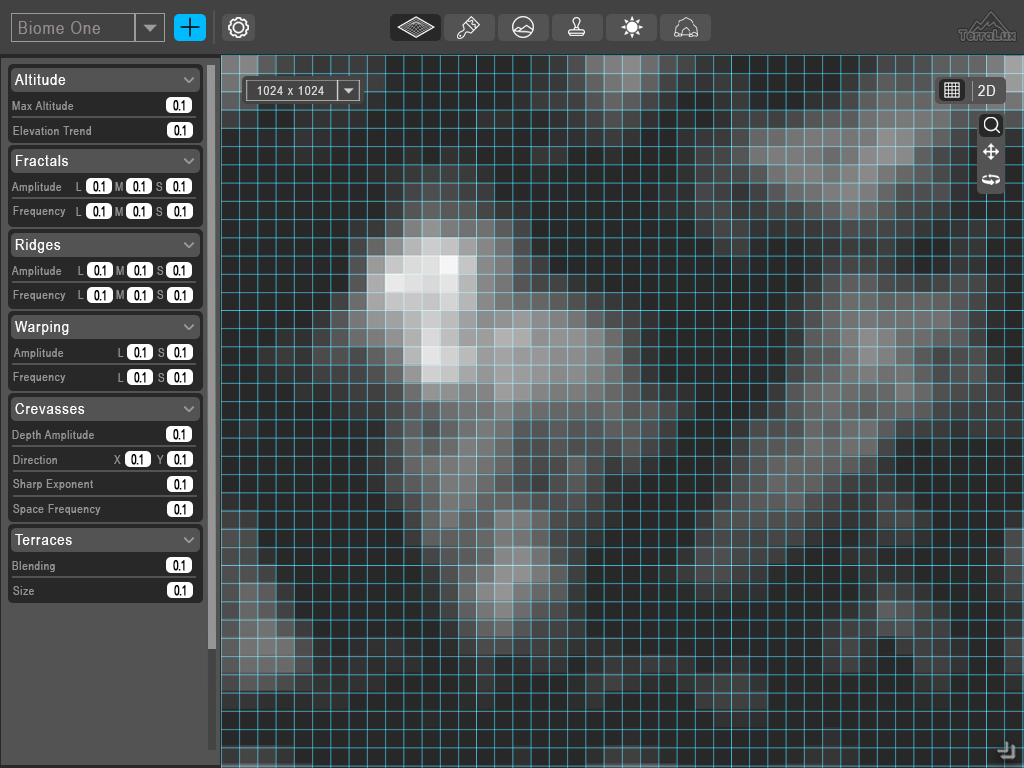 Biome One
TerraLux
1024 x 1024
2D
Altitude
Max Altitude 0.1
Elevation Trend 0.1
Fractals
Amplitude L 0.1 M 0.1 S 0.1
Frequency L 0.1 M 0.1 S 0.1
Ridges
Amplitude L 0.1 M 0.1 S 0.1
Frequency L 0.1 M 0.1 S 0.1
Warping
Amplitude L 0.1 S 0.1
Frequency L 0.1 S 0.1
Crevasses
Depth Amplitude 0.1
Direction X 0.1 Y 0.1
Sharp Exponent 0.1
Space Frequency 0.1
Terraces
Blending 0.1
Size 0.1